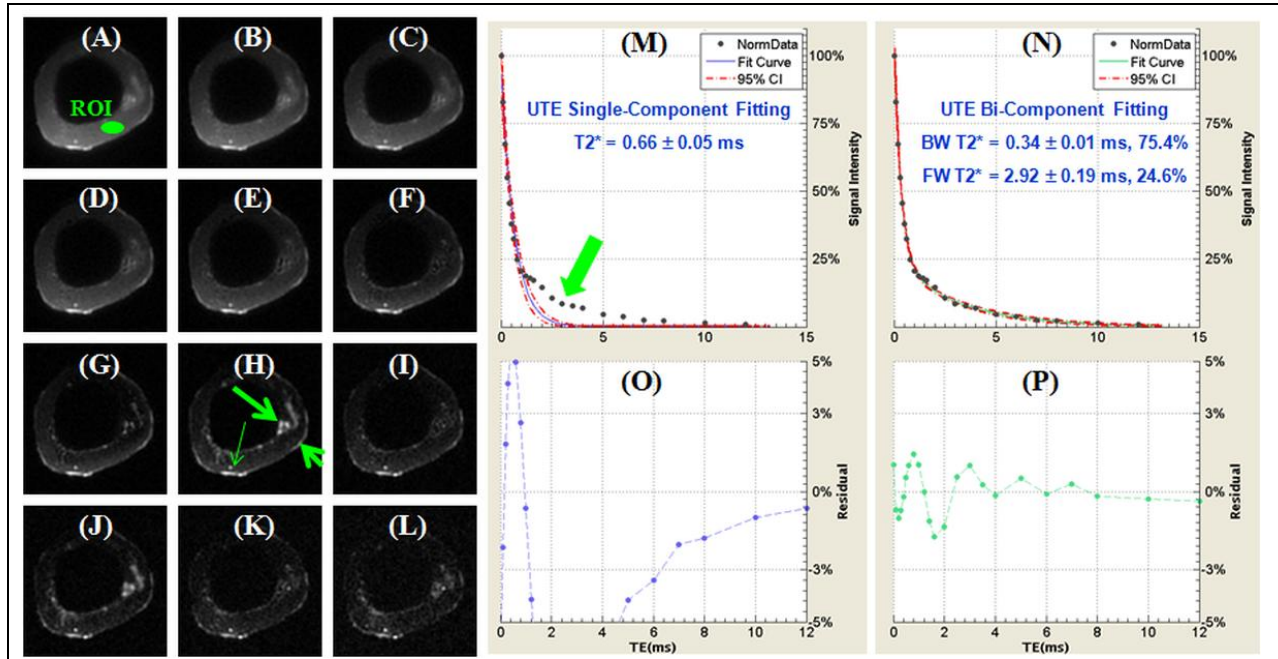 (A)
(B)
(C)
ROI
(D)
(E)
(F)
(G)
(H)
(I)
(J)
(K)
(L)
(M)
NormData
Fit Curve
95% CI
UTE Single-Component Fitting
T2* = 0.66 ± 0.05 ms
100%
75%
50%
25%
Signal Intensity
0 5 10 15
(N)
NormData
Fit Curve
95% CI
UTE Bi-Component Fitting
BW T2* = 0.34 ± 0.01 ms, 75.4%
FW T2* = 2.92 ± 0.19 ms, 24.6%
100%
75%
50%
25%
Signal Intensity
0 5 10 15
(O)
5%
3%
0%
-3%
-5%
Residual
0 2 4 6 8 10 12
TE(ms)
(P)
5%
3%
0%
-3%
-5%
Residual
0 2 4 6 8 10 12
TE(ms)